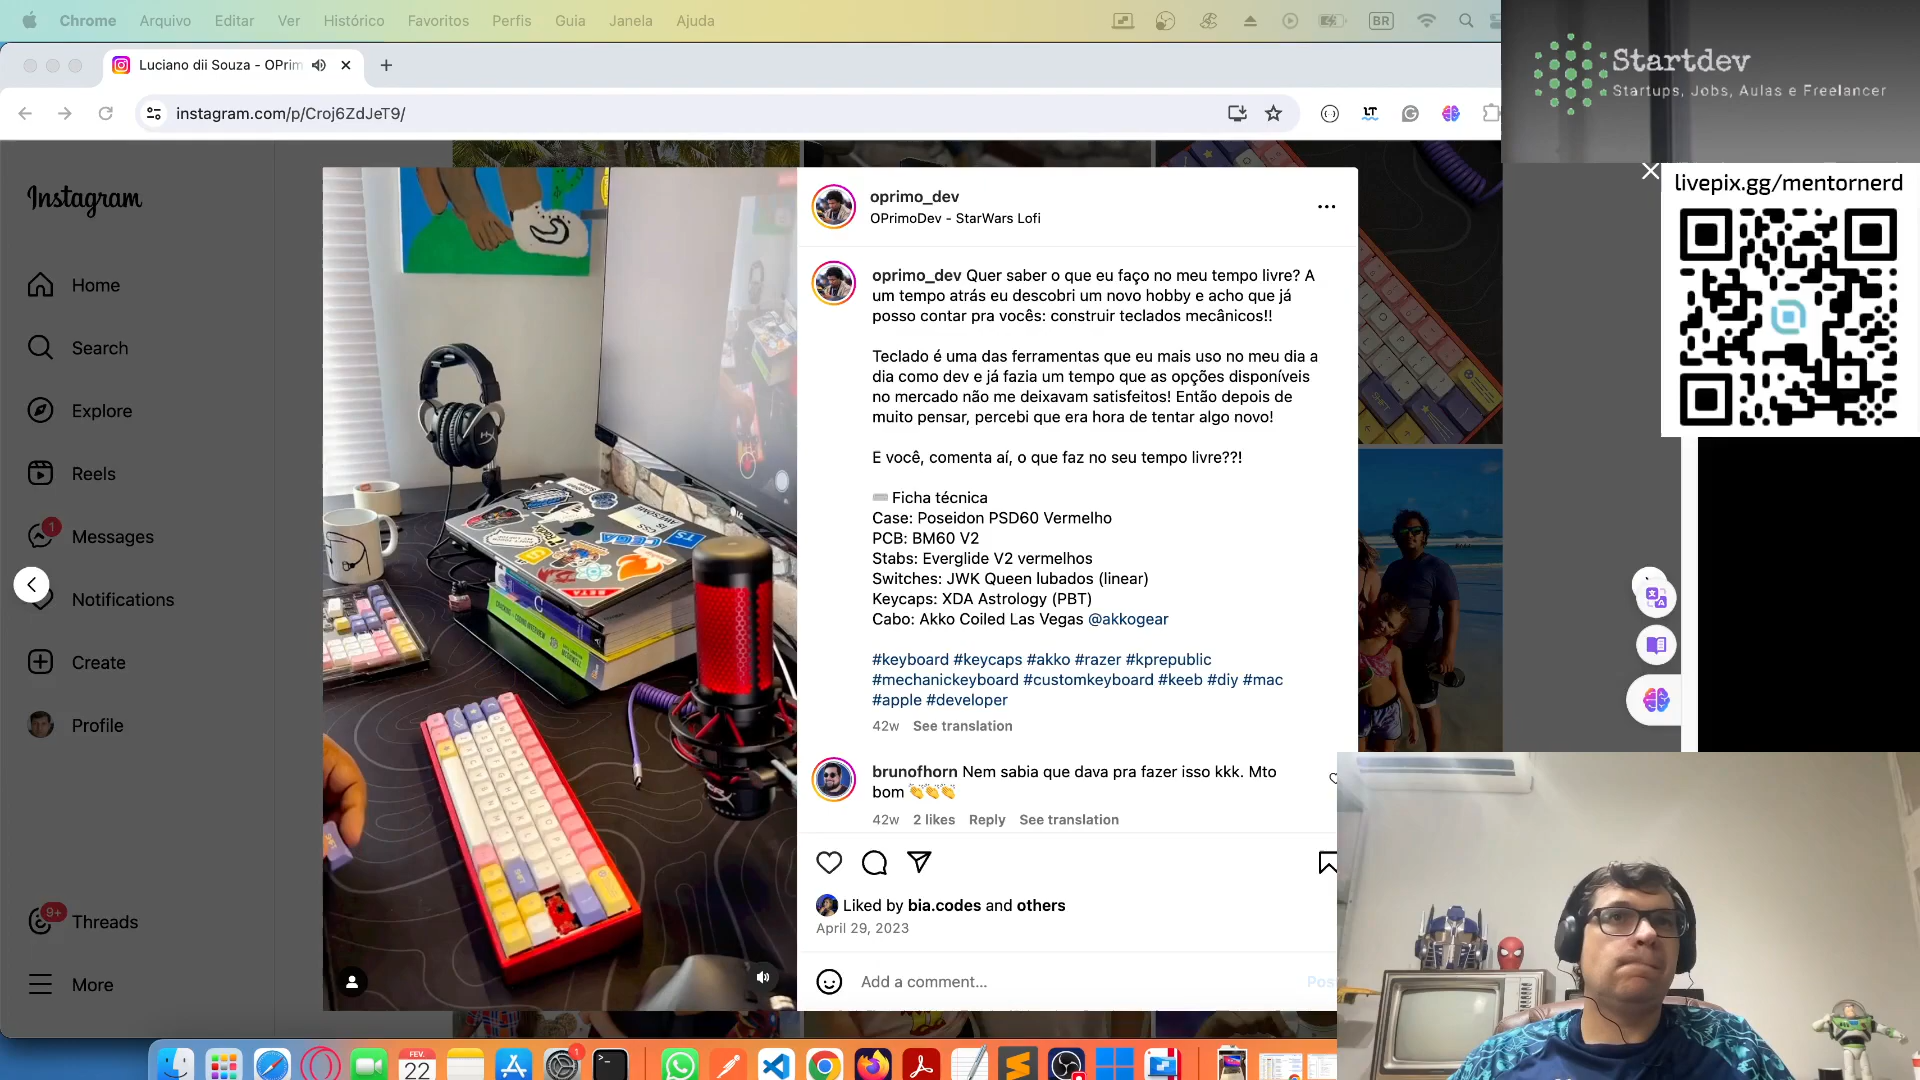 Chrome Arquivo Editar Ver Histórico Favoritos Perfis Guia Janela Ajuda
BR
Luciano dii Souza - OPrim
instagram.com/p/Croj6ZdJeT9/
Startdev
Startups, Jobs, Aulas e Freelancer
livepix.gg/mentornerd
Instagram
Home
Search
Explore
Reels
1
Messages
Notifications
Create
Profile
9+
Threads
More
oprimo_dev
OPrimoDev - StarWars Lofi
oprimo_dev Quer saber o que eu faço no meu tempo livre? A
um tempo atrás eu descobri um novo hobby e acho que já
posso contar pra vocês: construir teclados mecânicos!!
Teclado é uma das ferramentas que eu mais uso no meu dia a
dia como dev e já fazia um tempo que as opções disponíveis
no mercado não me deixavam satisfeitos! Então depois de
muito pensar, percebi que era hora de tentar algo novo!
E você, comenta aí, o que faz no seu tempo livre??!
Ficha técnica
Case: Poseidon PSD60 Vermelho
PCB: BM60 V2
Stabs: Everglide V2 vermelhos
Switches: JWK Queen lubados (linear)
Keycaps: XDA Astrology (PBT)
Cabo: Akko Coiled Las Vegas @akkogear
#keyboard #keycaps #akko #razer #kprepublic
#mechanickeyboard #customkeyboard #keeb #diy #mac
#apple #developer
42w See translation
brunofhorn Nem sabia que dava pra fazer isso kkk. Mto
bom 👏👏👏
42w 2 likes Reply See translation
Liked by bia.codes and others
April 29, 2023
Add a comment...
Pos
FEV.
22
1